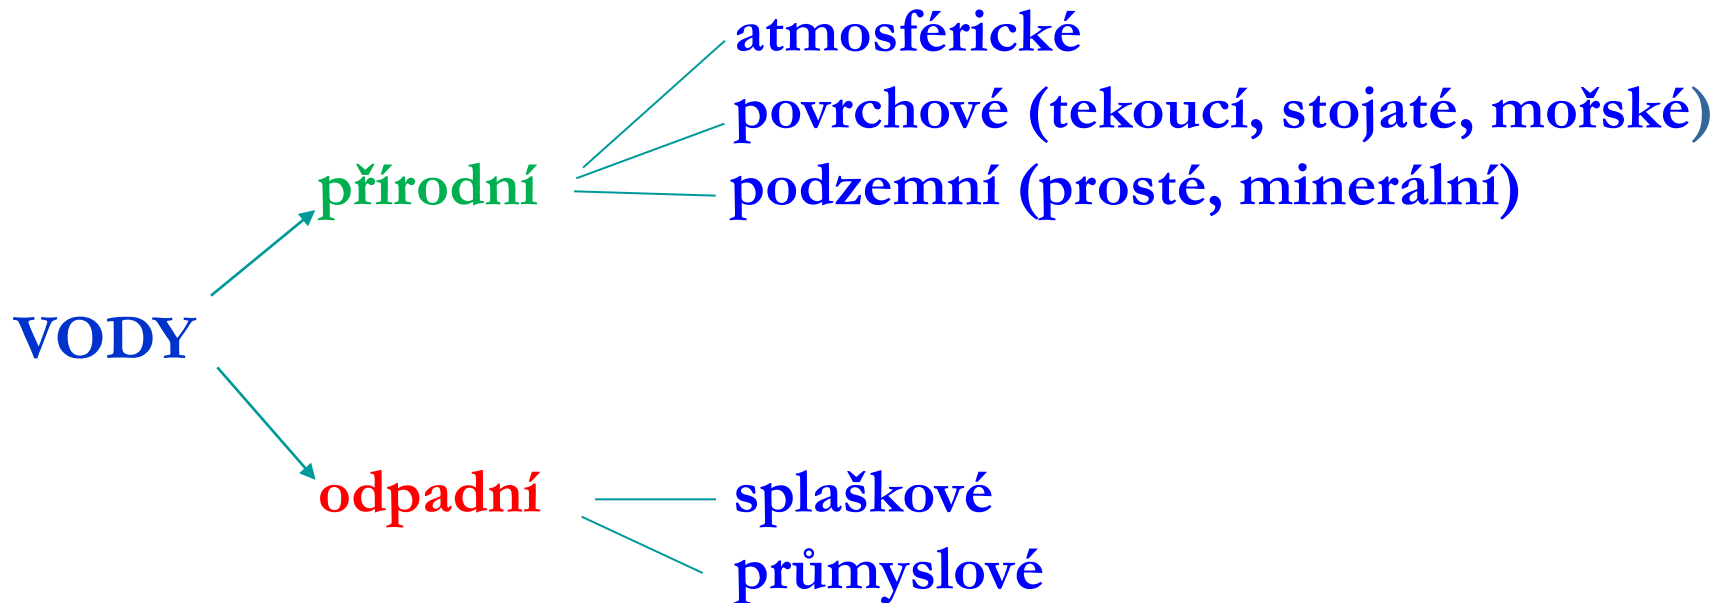 atmosférické
povrchové (tekoucí, stojaté, mořské)
přírodní podzemní (prosté, minerální)
VODY
odpadní splaškové
průmyslové